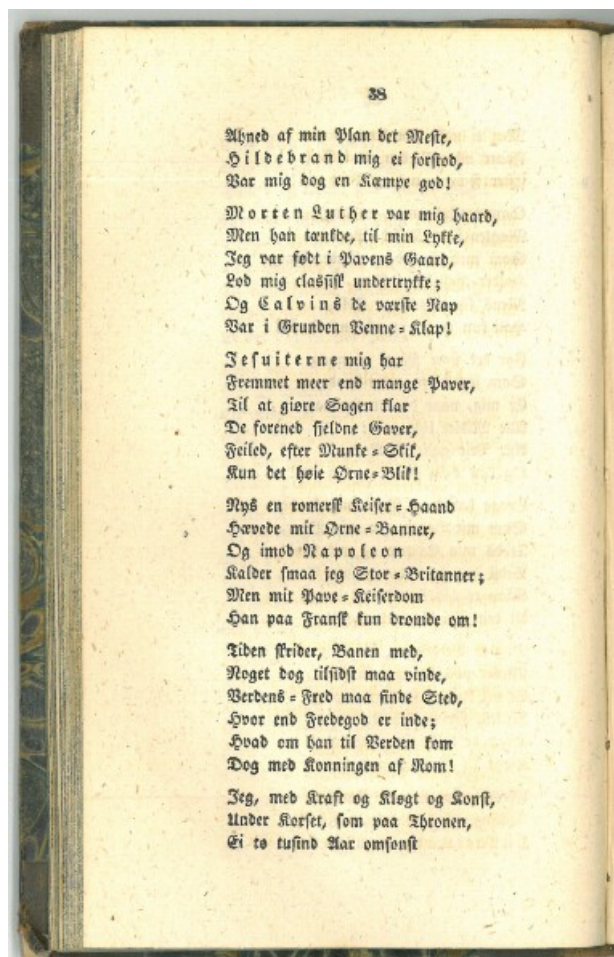 38
Ahned af min Plan det Meste,
Hildebrand mig ei forstod,
Var mig dog en Kæmpe god!
Morten Luther var mig haard,
Men han tænkde, til min Lykke,
Jeg var født i Pavens Gaard,
Lod mig classisk undertrykke;
Og Calvins de værste Nap
Var i Grunden Venne-Klap!
Jesuiterne mig har
Fremmet meer end mange Paver,
Til at giøre Sagen klar
De forened sjeldne Gaver,
Feiled, efter Munke-Skik,
Kun det høie Ørne-Blik!
Nys en romersk Keiser-Haand
Hævede mit Ørne-Banner,
Og imod Napoleon
Kalder smaa jeg Stor-Britanner;
Men mit Pave-Keiserdom
Han paa Fransk kun drømde om!
Tiden skrider, Banen med,
Noget dog tilsidst maa vinde,
Verdens-Fred maa finde Sted,
Hvor end Fredegod er inde;
Hvad om han til Verden kom
Dog med Konningen af Rom!
Jeg, med Kraft og Kløgt og Konst,
Under Korset, som paa Thronen,
Ei to tusind Aar omsonst